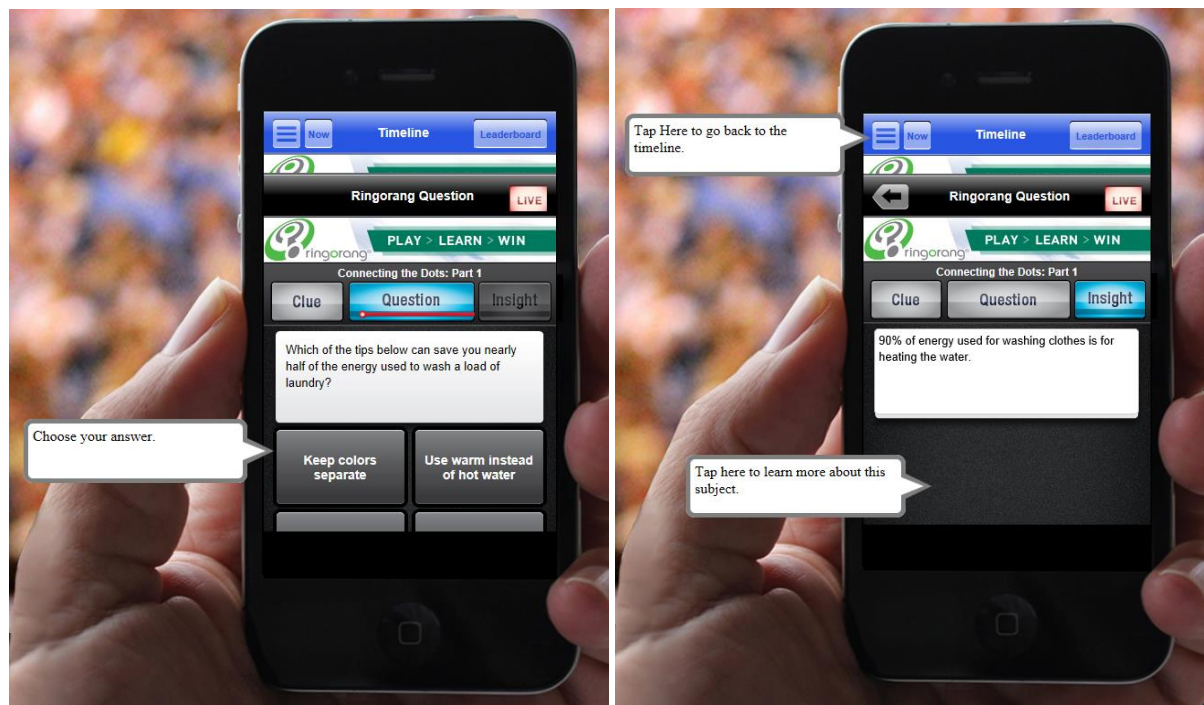 Now
Timeline
Leaderboard
Ringorang Question
LIVE
ringorang
PLAY > LEARN > WIN
Connecting the Dots: Part 1
Clue
Question
Insight
Which of the tips below can save you nearly
half of the energy used to wash a load of
laundry?
Choose your answer.
Keep colors
separate
Use warm instead
of hot water
Tap Here to go back to the
timeline.
Now
Timeline
Leaderboard
Ringorang Question
LIVE
ringorang
PLAY > LEARN > WIN
Connecting the Dots: Part 1
Clue
Question
Insight
90% of energy used for washing clothes is for
heating the water.
Tap here to learn more about this
subject.